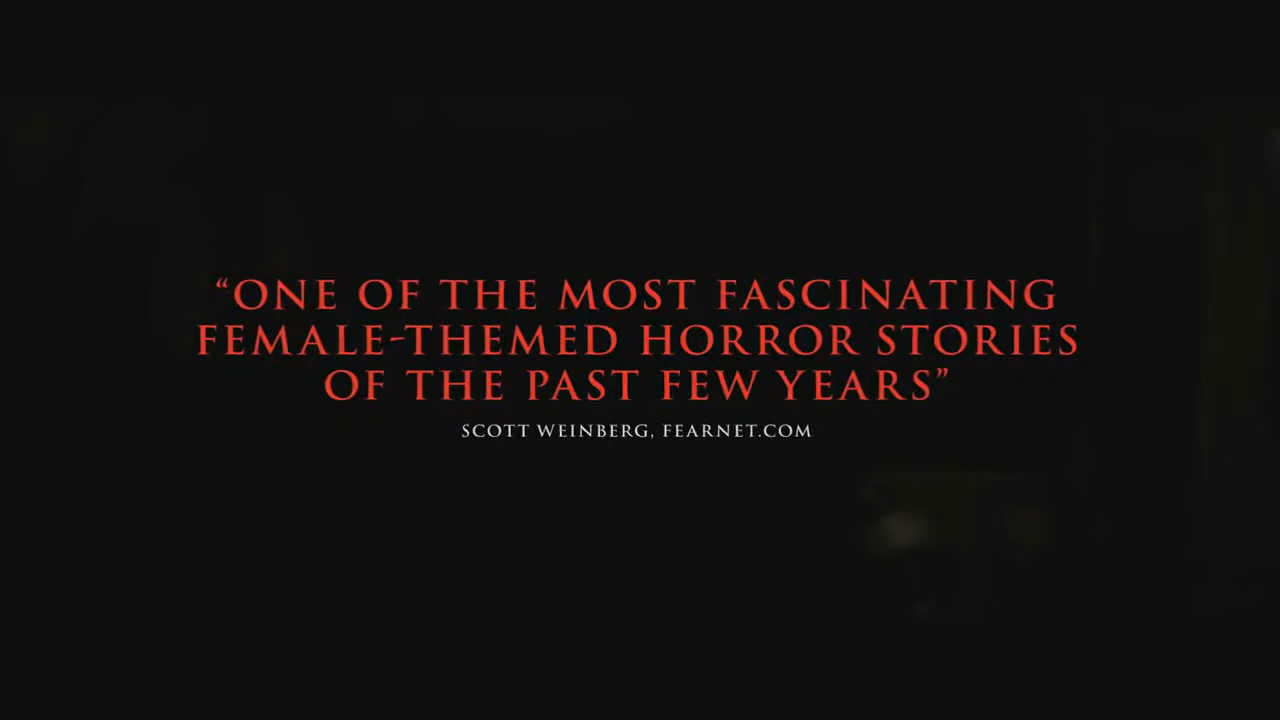 “ONE OF THE MOST FASCINATING
FEMALE-THEMED HORROR STORIES
OF THE PAST FEW YEARS”
SCOTT WEINBERG, FEARNET.COM